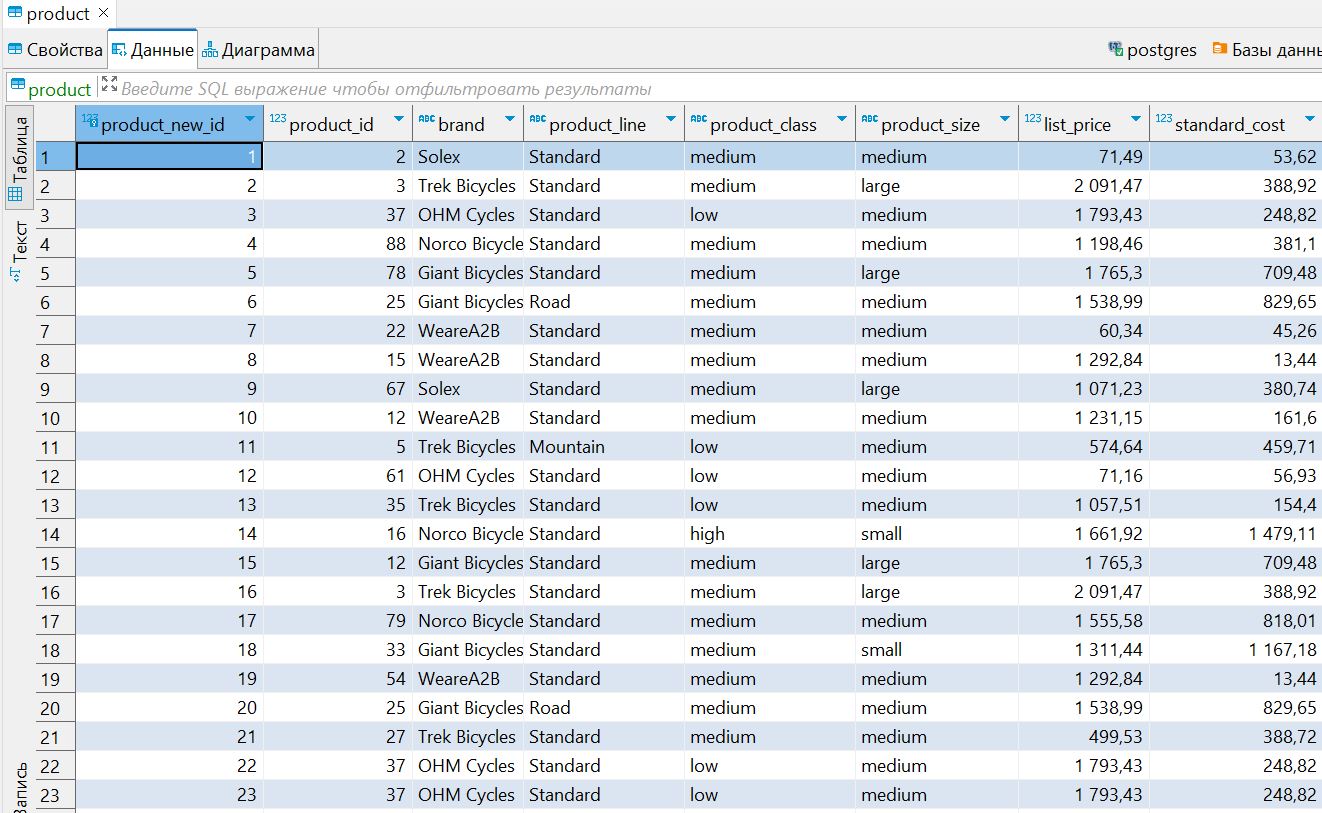 product ×
Свойства Данные Диаграмма postgres Базы данны
product Введите SQL выражение чтобы отфильтровать результаты
Таблица
Текст
Запись
123 product_new_id 123 product_id ABC brand ABC product_line ABC product_class ABC product_size 123 list_price 123 standard_cost
1 1 2 Solex Standard medium medium 71,49 53,62
2 2 3 Trek Bicycles Standard medium large 2 091,47 388,92
3 3 37 OHM Cycles Standard low medium 1 793,43 248,82
4 4 88 Norco Bicycle Standard medium medium 1 198,46 381,1
5 5 78 Giant Bicycles Standard medium large 1 765,3 709,48
6 6 25 Giant Bicycles Road medium medium 1 538,99 829,65
7 7 22 WeareA2B Standard medium medium 60,34 45,26
8 8 15 WeareA2B Standard medium medium 1 292,84 13,44
9 9 67 Solex Standard medium large 1 071,23 380,74
10 10 12 WeareA2B Standard medium medium 1 231,15 161,6
11 11 5 Trek Bicycles Mountain low medium 574,64 459,71
12 12 61 OHM Cycles Standard low medium 71,16 56,93
13 13 35 Trek Bicycles Standard low medium 1 057,51 154,4
14 14 16 Norco Bicycle Standard high small 1 661,92 1 479,11
15 15 12 Giant Bicycles Standard medium large 1 765,3 709,48
16 16 3 Trek Bicycles Standard medium large 2 091,47 388,92
17 17 79 Norco Bicycle Standard medium medium 1 555,58 818,01
18 18 33 Giant Bicycles Standard medium small 1 311,44 1 167,18
19 19 54 WeareA2B Standard medium medium 1 292,84 13,44
20 20 25 Giant Bicycles Road medium medium 1 538,99 829,65
21 21 27 Trek Bicycles Standard medium medium 499,53 388,72
22 22 37 OHM Cycles Standard low medium 1 793,43 248,82
23 23 37 OHM Cycles Standard low medium 1 793,43 248,82